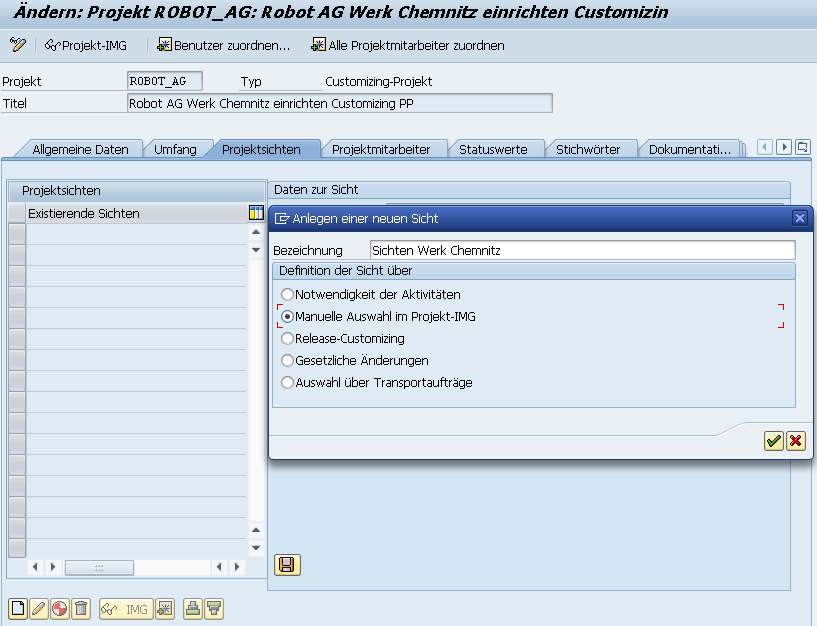 Ändern: Projekt ROBOT_AG: Robot AG Werk Chemnitz einrichten Customizin
Projekt-IMG Benutzer zuordnen... Alle Projektmitarbeiter zuordnen
Projekt ROBOT_AG Typ Customizing-Projekt
Titel Robot AG Werk Chemnitz einrichten Customizing PP
Allgemeine Daten Umfang Projektsichten Projektmitarbeiter Statuswerte Stichwörter Dokumentati...
Projektsichten Daten zur Sicht
Existierende Sichten
Anlegen einer neuen Sicht
Bezeichnung Sichten Werk Chemnitz
Definition der Sicht über
Notwendigkeit der Aktivitäten
Manuelle Auswahl im Projekt-IMG
Release-Customizing
Gesetzliche Änderungen
Auswahl über Transportaufträge
IMG